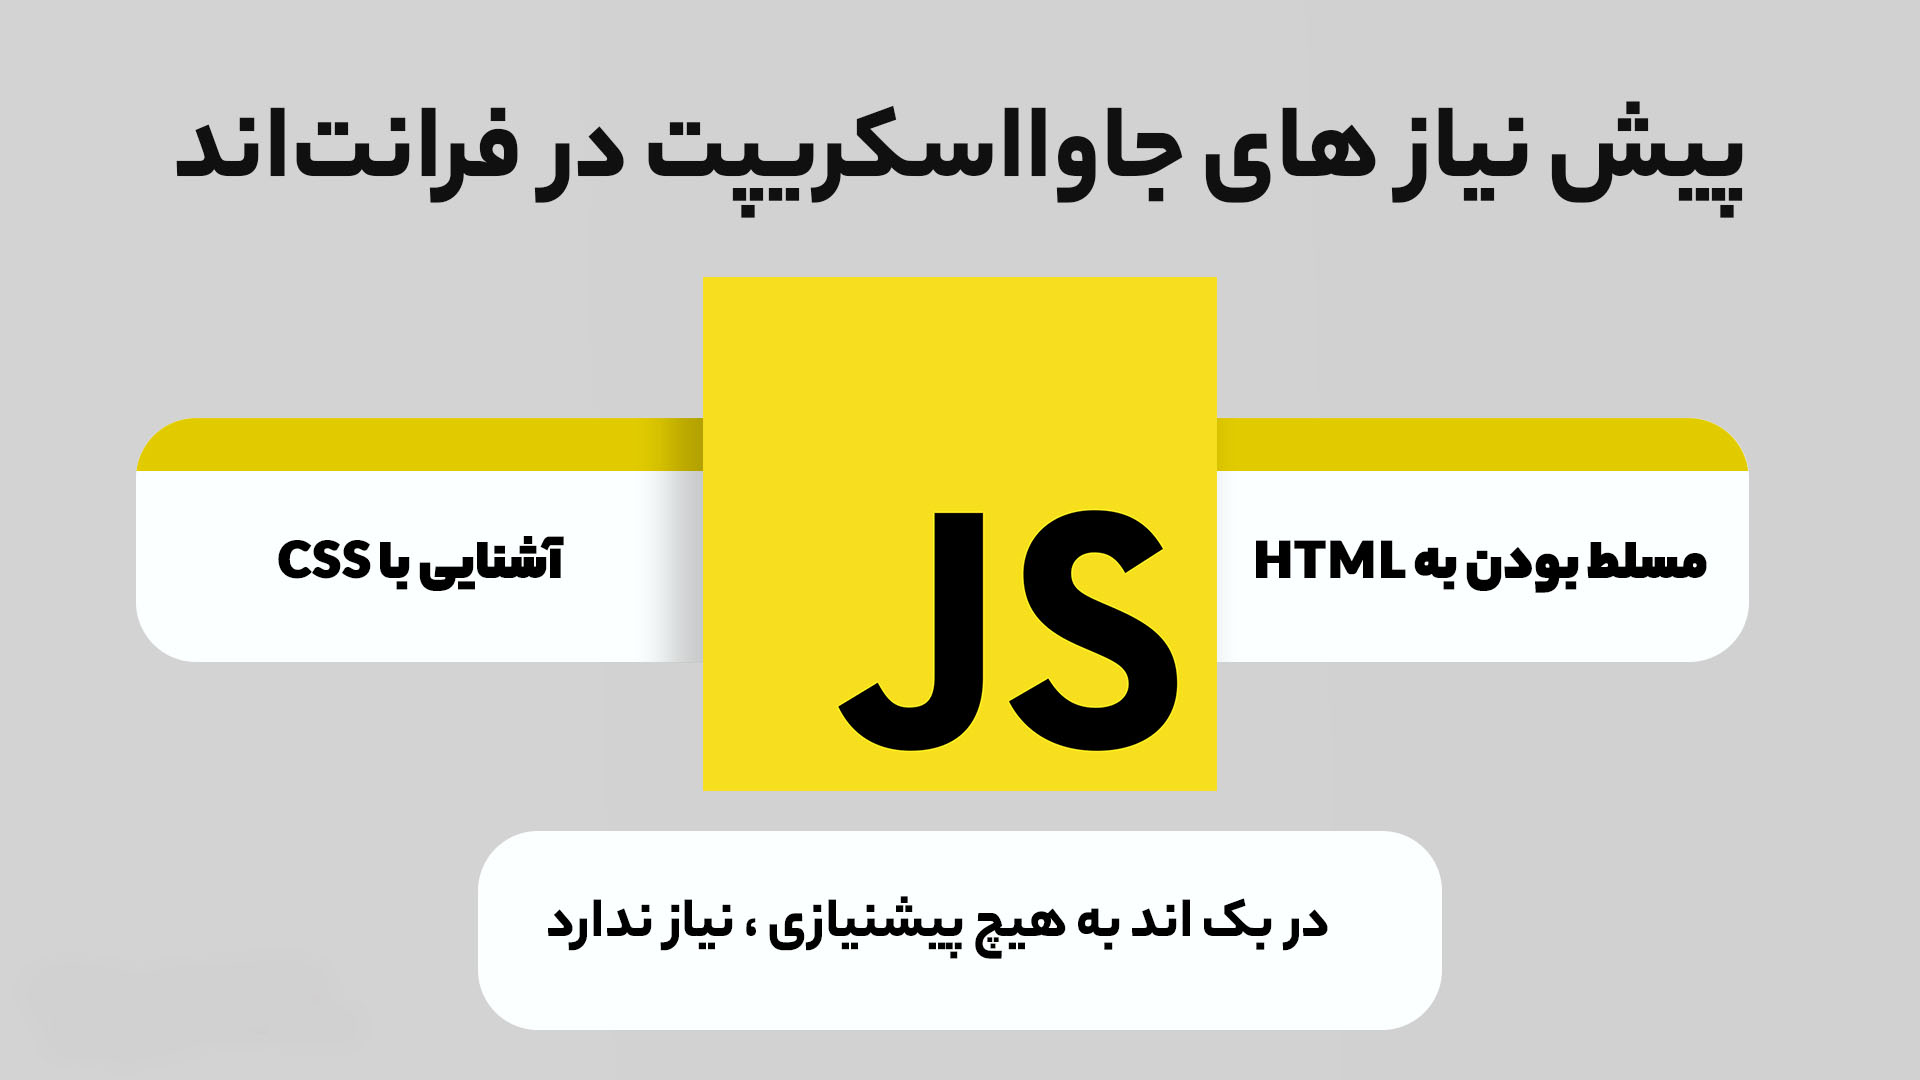 پیش نیاز های جاوااسکریپت در فرانت‌اند
مسلط بودن به HTML
JS
آشنایی با CSS
در بک اند به هیچ پیشنیازی ، نیاز ندارد